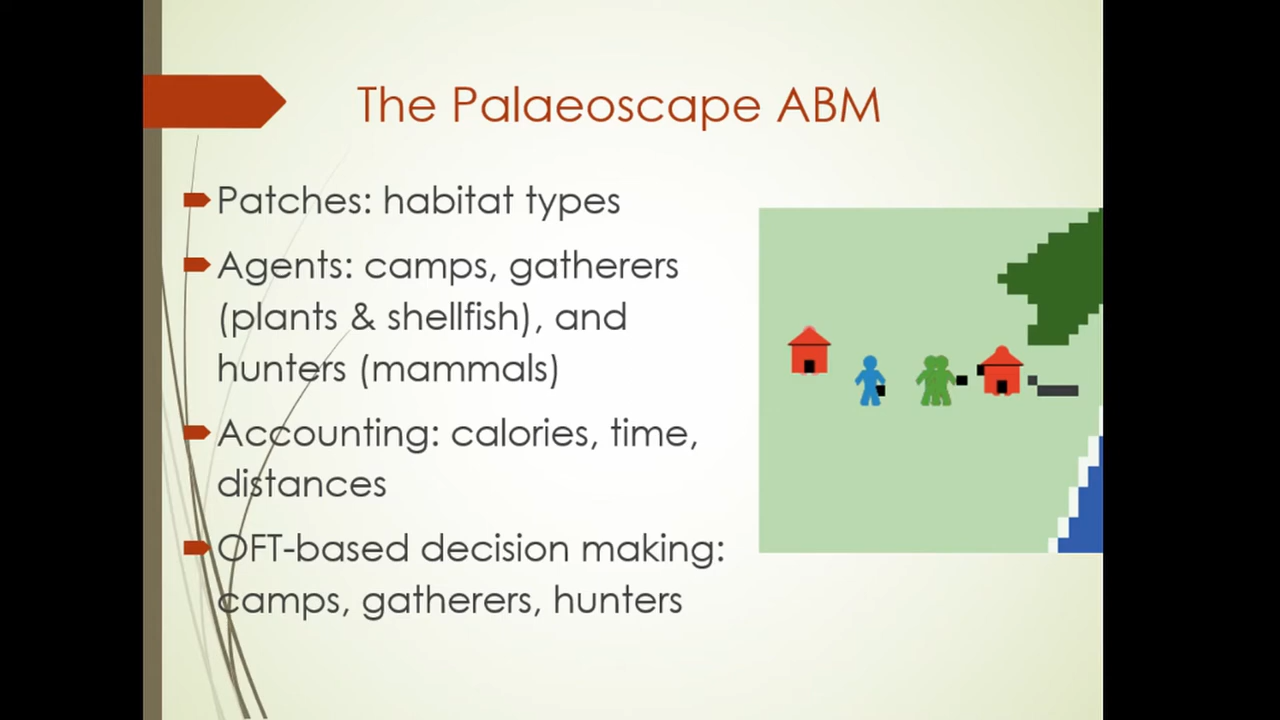 The Palaeoscape ABM
Patches: habitat types
Agents: camps, gatherers
(plants & shellfish), and
hunters (mammals)
Accounting: calories, time,
distances
OFT-based decision making:
camps, gatherers, hunters